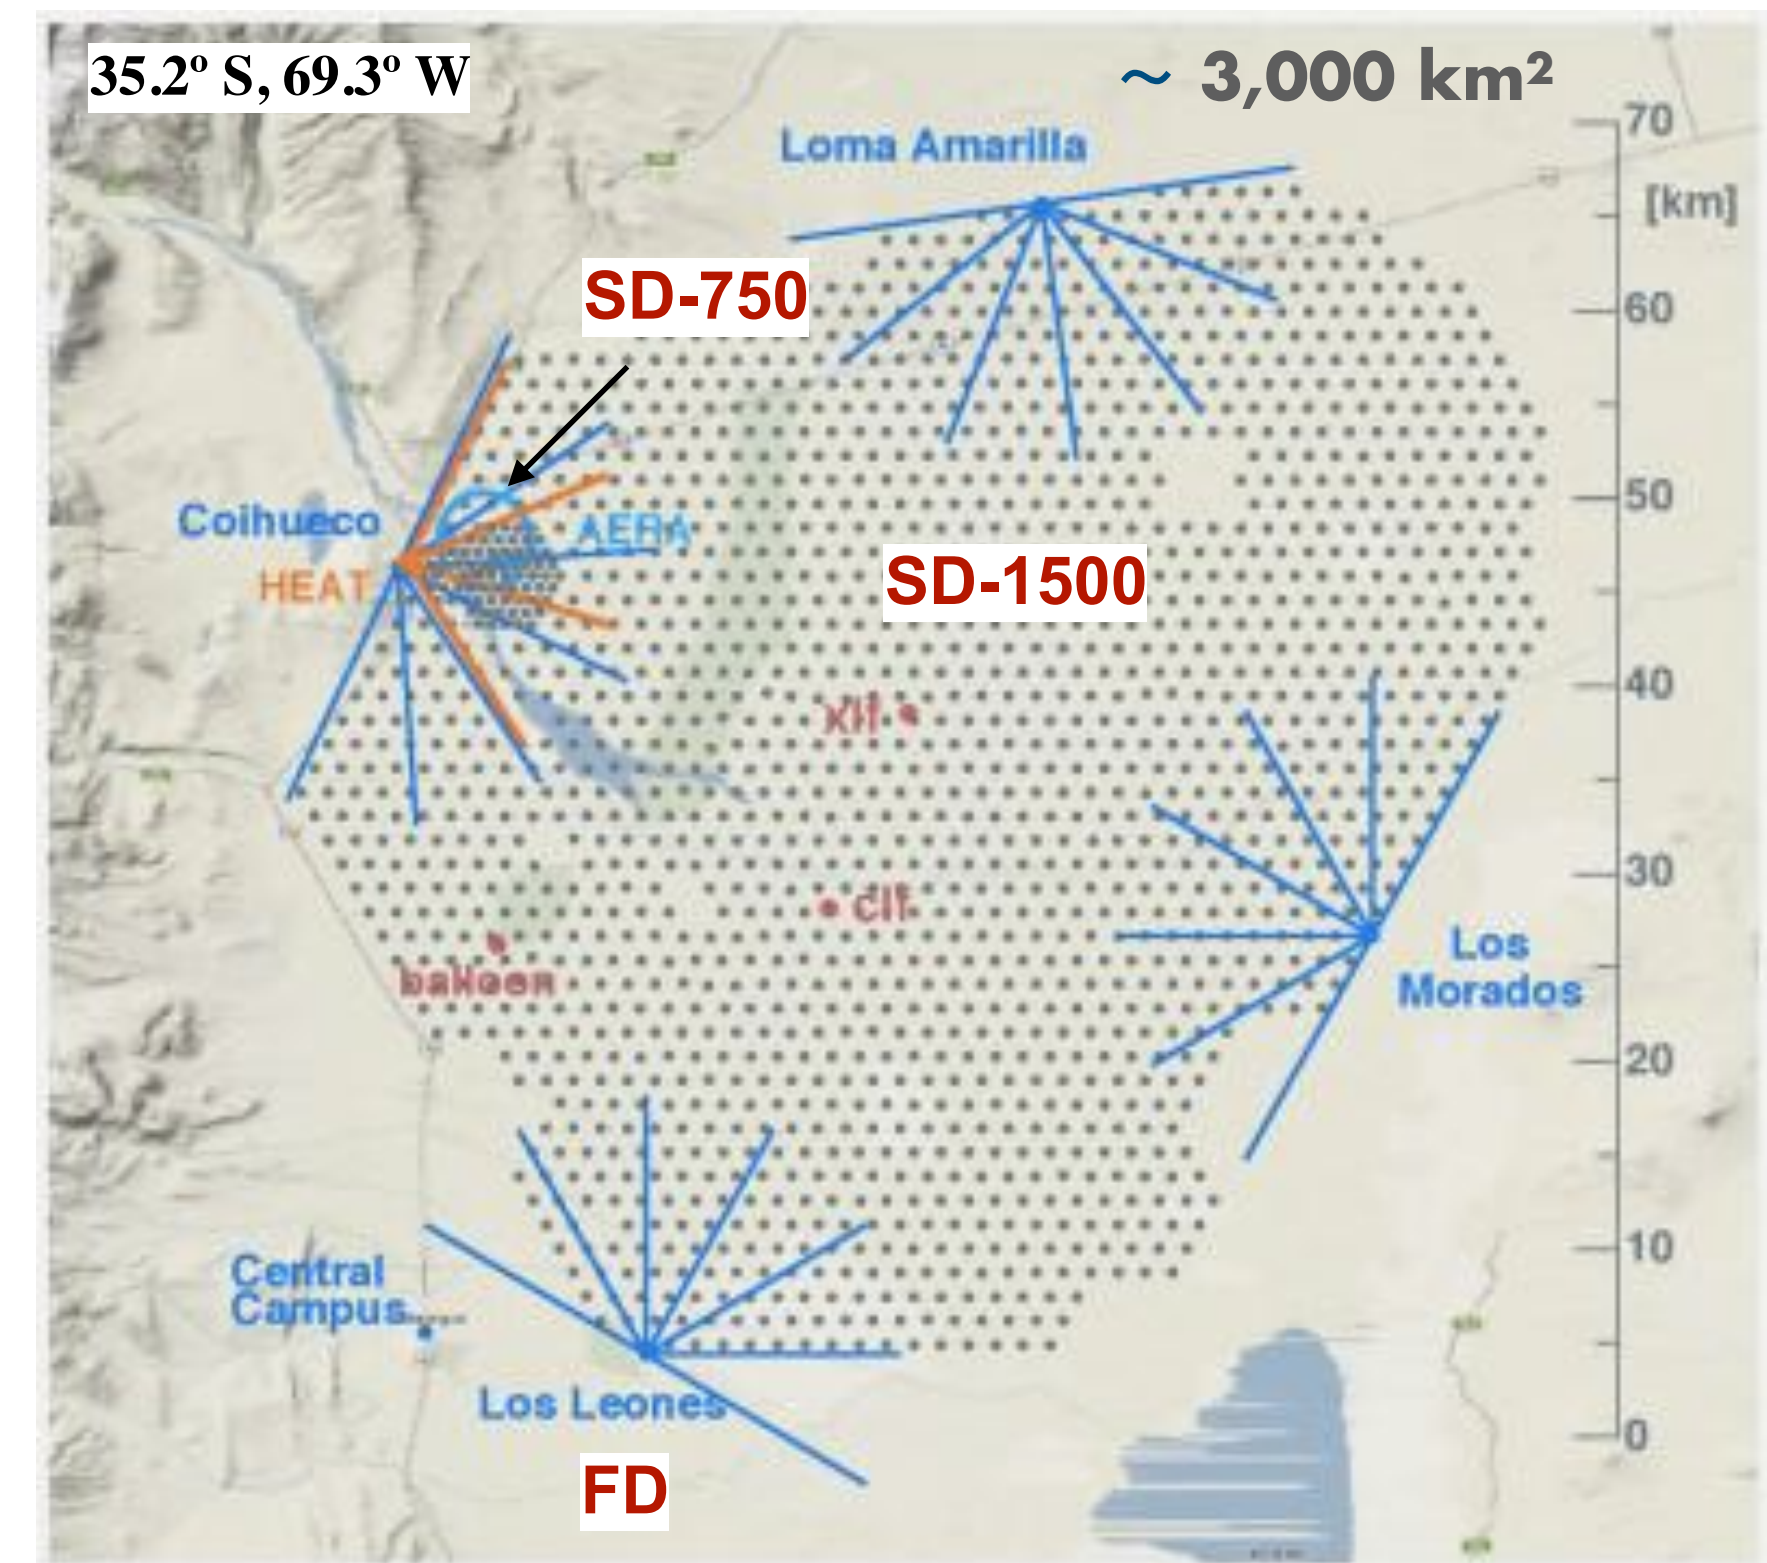 35.2º S, 69.3º W
~ 3,000 km²
70
Loma Amarilla
[km]
SD-750
60
50
Coihueco
AERA
HEAT
SD-1500
40
xlf
30
clf
balloon
Los
Morados
20
10
Central
Campus
Los Leones
0
FD